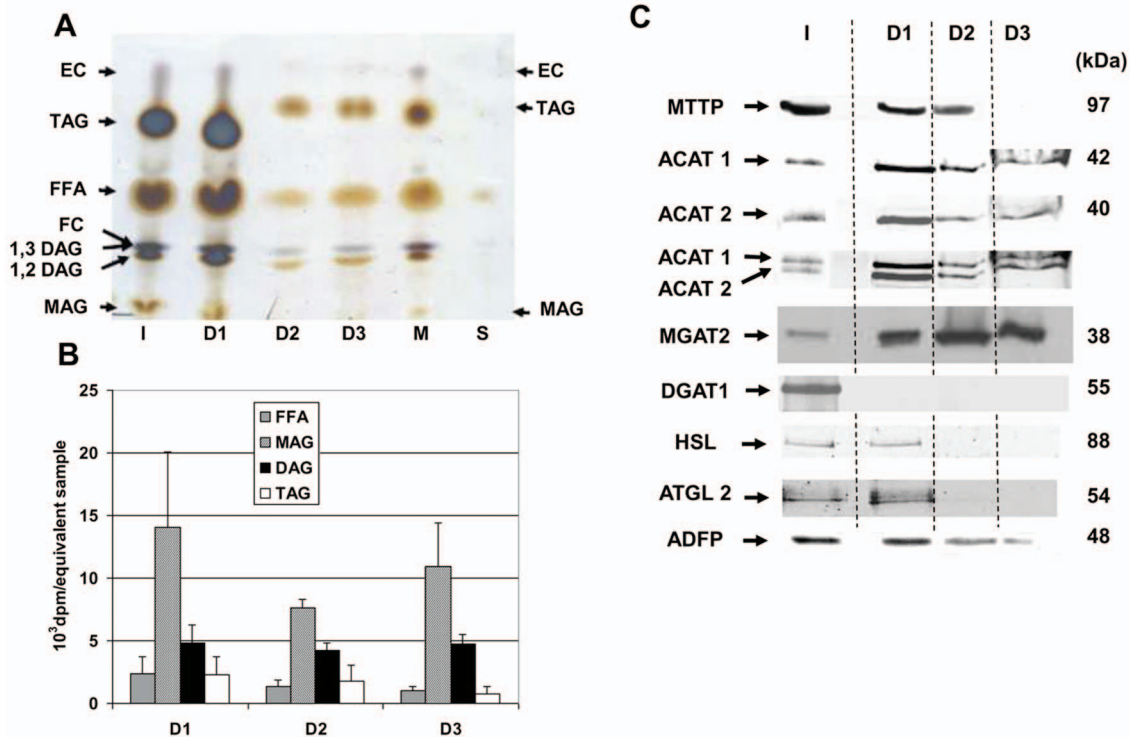 A
EC
EC
TAG
TAG
FFA
FC
1,3 DAG
1,2 DAG
MAG
MAG
I D1 D2 D3 M S
B
25
20
15
10
5
0
10³dpm/equivalent sample
FFA
MAG
DAG
TAG
D1 D2 D3
C
I D1 D2 D3
(kDa)
MTTP 97
ACAT 1 42
ACAT 2 40
ACAT 1
ACAT 2
MGAT2 38
DGAT1 55
HSL 88
ATGL 2 54
ADFP 48